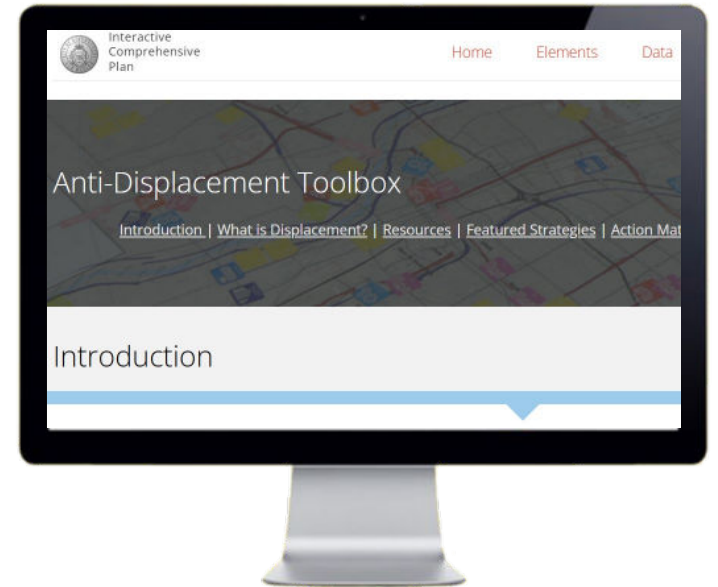 Interactive
Comprehensive
Plan
Home Elements Data
Anti-Displacement Toolbox
Introduction | What is Displacement? | Resources | Featured Strategies | Action Mat
Introduction